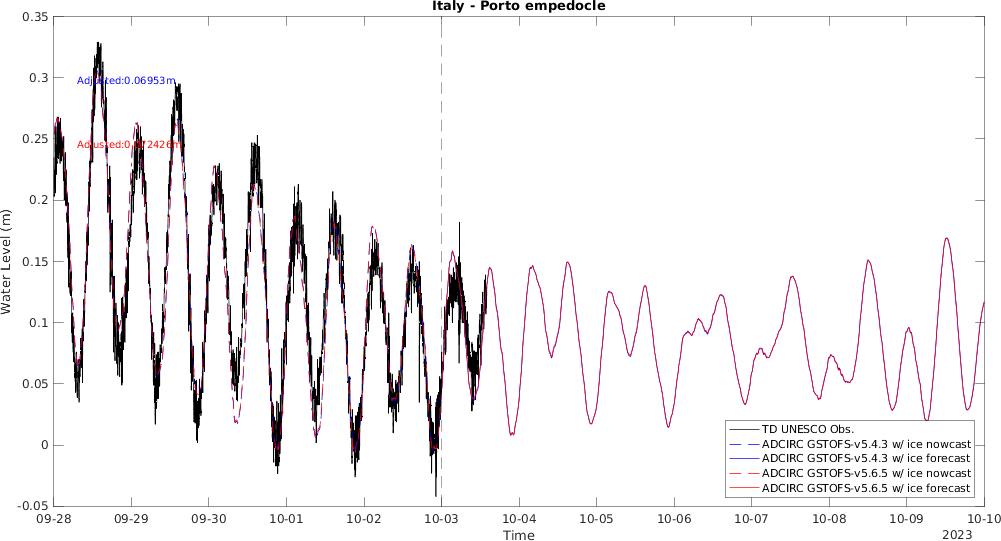 Italy - Porto empedocle
0.35
0.3
0.25
0.2
0.15
0.1
0.05
0
-0.05
Water Level (m)
Adjusted:0.06953m
Adjusted:0.072426m
TD UNESCO Obs.
ADCIRC GSTOFS-v5.4.3 w/ ice nowcast
ADCIRC GSTOFS-v5.4.3 w/ ice forecast
ADCIRC GSTOFS-v5.6.5 w/ ice nowcast
ADCIRC GSTOFS-v5.6.5 w/ ice forecast
09-28 09-29 09-30 10-01 10-02 10-03 10-04 10-05 10-06 10-07 10-08 10-09 10-10
Time
2023